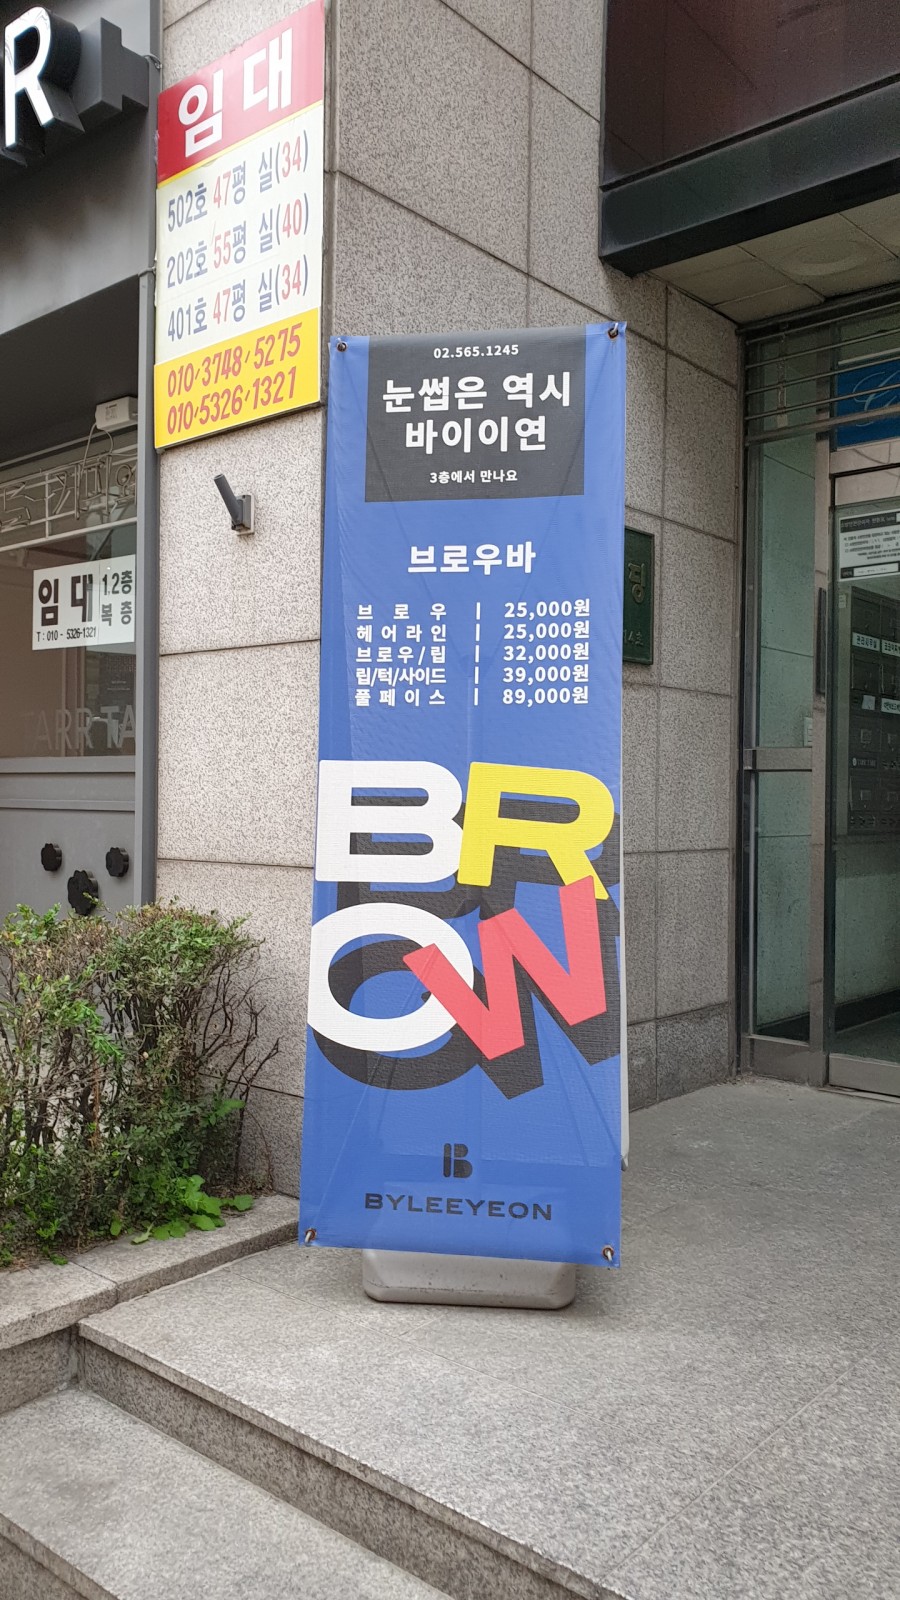 R
임대
502호 47평 실(34)
202호 55평 실(40)
401호 47평 실(34)
010-3748-5275
010-5326-1321
임대 1,2층
복층
T : 010 - 5326-1321
02.565.1245
눈썹은 역시
바이이연
3층에서 만나요
브로우바
브로우 | 25,000원
헤어라인 | 25,000원
브로우/립 | 32,000원
립/턱/사이드 | 39,000원
풀페이스 | 89,000원
BROW
B
BYLEEYEON